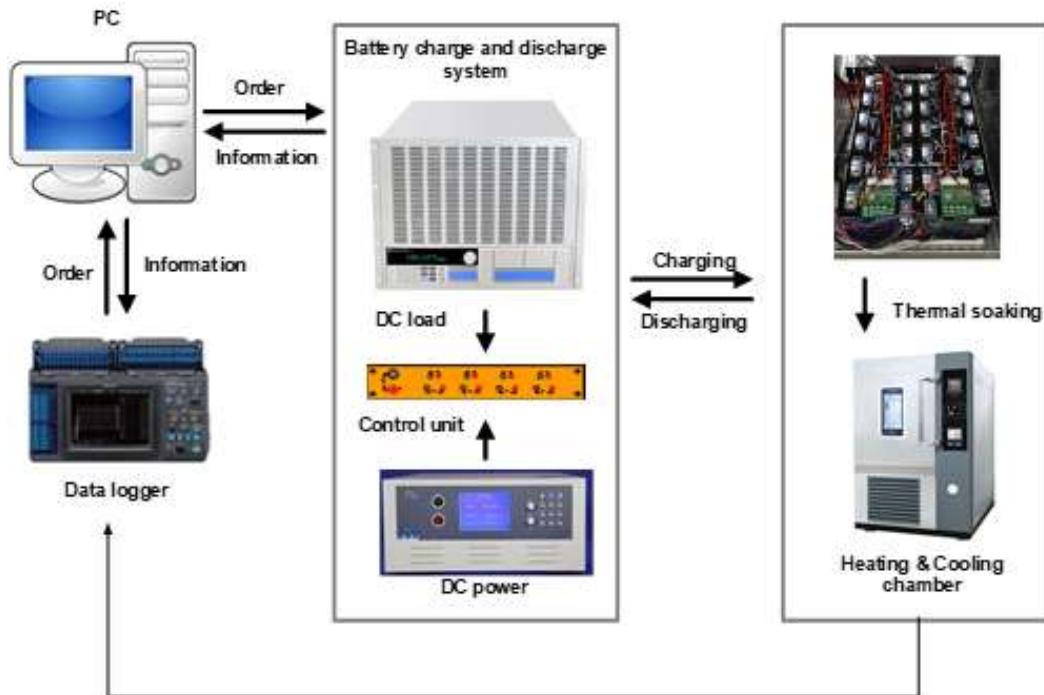 PC
Battery charge and discharge
system
Order
Information
Order
Information
DC load
Charging
Discharging
Thermal soaking
Control unit
Data logger
DC power
Heating & Cooling
chamber